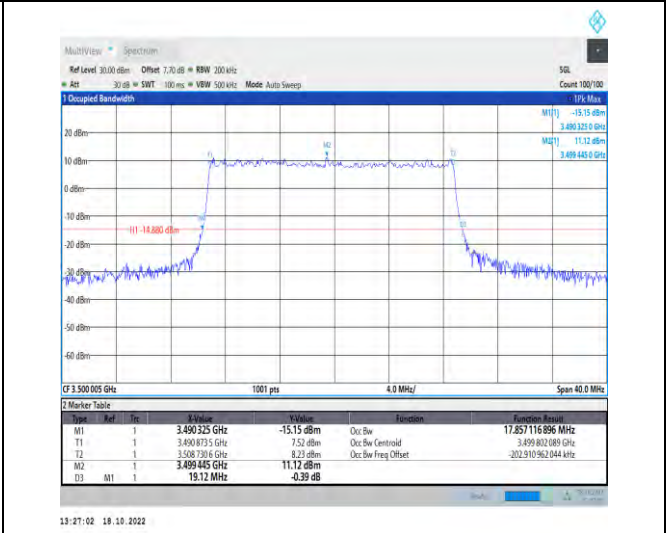 MultiView Spectrum
Ref Level 30.00 dBm Offset 7.70 dB RBW 200 kHz SGL
Att 30 dB SWT 100 ms VBW 500 kHz Mode Auto Sweep Count 100/100
1 Occupied Bandwidth 1Pk Max
M1[1] -15.15 dBm
3.490 325 0 GHz
M2[1] 11.12 dBm
3.499 445 0 GHz
20 dBm
M2
T1 T2
10 dBm
0 dBm
-10 dBm
H1 -14.880 dBm
-30 dBm
-40 dBm
-50 dBm
-60 dBm
CF 3.500 005 GHz 1001 pts 4.0 MHz/ Span 40.0 MHz
2 Marker Table
Type Ref Trc X-Value Y-Value Function Function Result
M1 1 3.490 325 GHz -15.15 dBm Occ Bw 17.857 116 896 MHz
T1 1 3.490 873 5 GHz 7.52 dBm Occ Bw Centroid 3.499 802 089 GHz
T2 1 3.508 730 6 GHz 8.23 dBm Occ Bw Freq Offset -202.910 962 044 kHz
M2 1 3.499 445 GHz 11.12 dBm
D3 M1 1 19.12 MHz -0.39 dB
Ready
13:27:02 18.10.2022